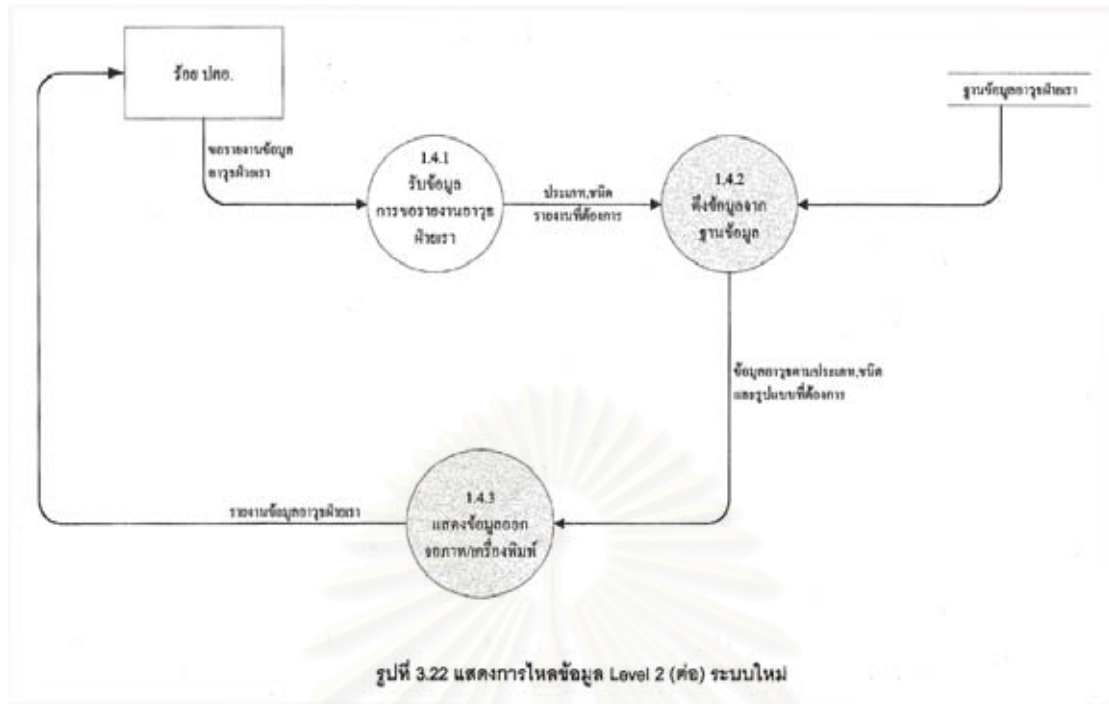 ร้อย ปตอ.
ฐานข้อมูลอาวุธฝ่ายเรา
ขอรายงานข้อมูล
อาวุธฝ่ายเรา
1.4.1
รับข้อมูล
การขอรายงานอาวุธ
ฝ่ายเรา
ประเภท,ชนิด
รายงานที่ต้องการ
1.4.2
ดึงข้อมูลจาก
ฐานข้อมูล
ข้อมูลอาวุธตามประเภท,ชนิด
และรูปแบบที่ต้องการ
1.4.3
แสดงข้อมูลออก
จอภาพ/เครื่องพิมพ์
รายงานข้อมูลอาวุธฝ่ายเรา
รูปที่ 3.22 แสดงการไหลข้อมูล Level 2 (ต่อ) ระบบใหม่